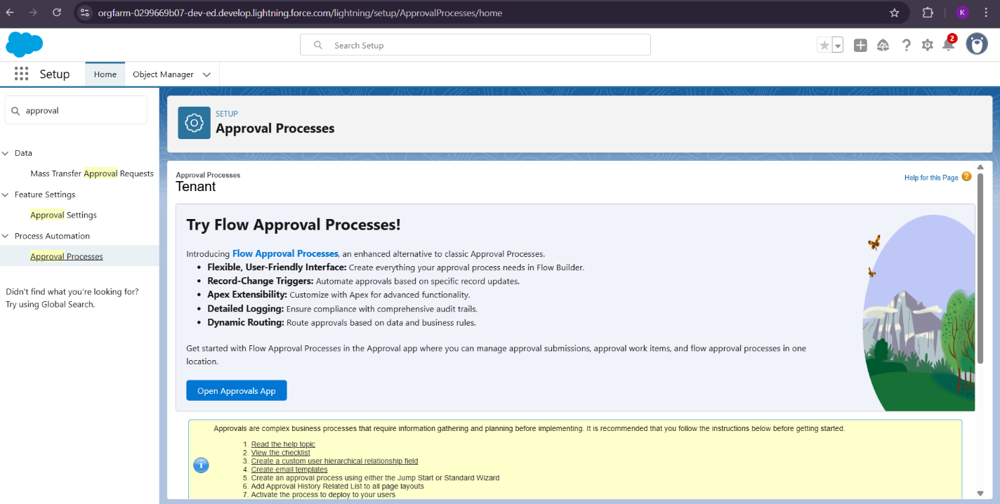 orgfarm-0299669b07-dev-ed.develop.lightning.force.com/lightning/setup/ApprovalProcesses/home
K
Search Setup
2
Setup
Home
Object Manager
approval
Data
Mass Transfer Approval Requests
Feature Settings
Approval Settings
Process Automation
Approval Processes
Didn't find what you're looking for?
Try using Global Search.
SETUP
Approval Processes
Approval Processes
Tenant
Help for this Page
Try Flow Approval Processes!
Introducing Flow Approval Processes, an enhanced alternative to classic Approval Processes.
• Flexible, User-Friendly Interface: Create everything your approval process needs in Flow Builder.
• Record-Change Triggers: Automate approvals based on specific record updates.
• Apex Extensibility: Customize with Apex for advanced functionality.
• Detailed Logging: Ensure compliance with comprehensive audit trails.
• Dynamic Routing: Route approvals based on data and business rules.
Get started with Flow Approval Processes in the Approval app where you can manage approval submissions, approval work items, and flow approval processes in one
location.
Open Approvals App
Approvals are complex business processes that require information gathering and planning before implementing. It is recommended that you follow the instructions below before getting started.
1. Read the help topic
2. View the checklist
3. Create a custom user hierarchical relationship field
4. Create email templates
5. Create an approval process using either the Jump Start or Standard Wizard
6. Add Approval History Related List to all page layouts
7. Activate the process to deploy to your users